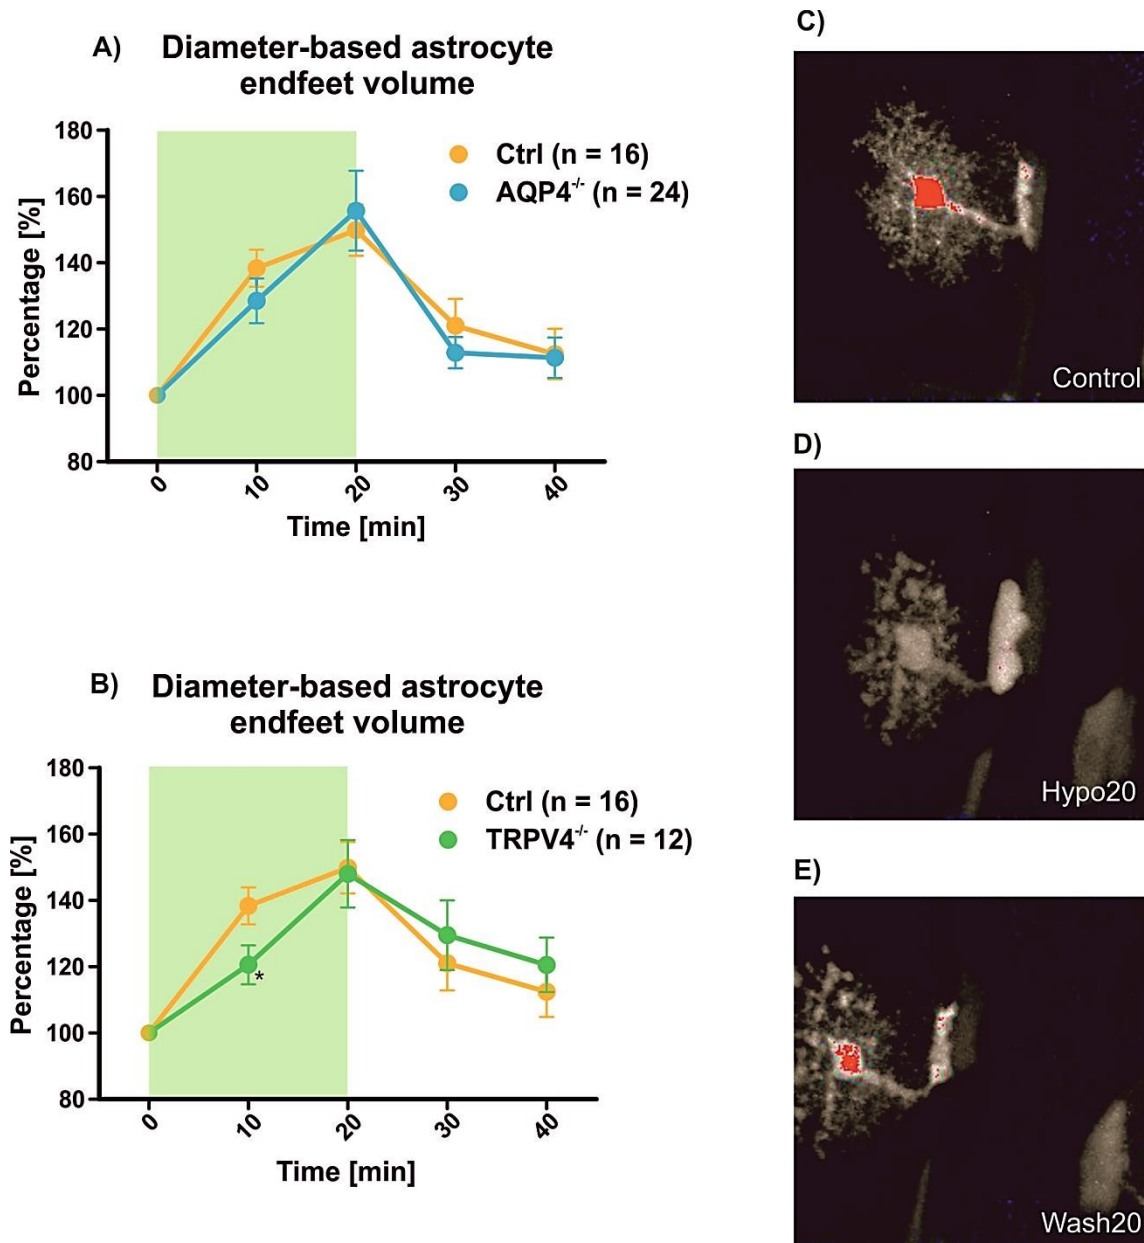 A) Diameter-based astrocyte
endfeet volume
Percentage [%]
180
160
140
120
100
80
Ctrl (n = 16)
AQP4-/- (n = 24)
0 10 20 30 40
Time [min]
B) Diameter-based astrocyte
endfeet volume
Percentage [%]
180
160
140
120
100
80
Ctrl (n = 16)
TRPV4-/- (n = 12)
*
0 10 20 30 40
Time [min]
C)
Control
D)
Hypo20
E)
Wash20